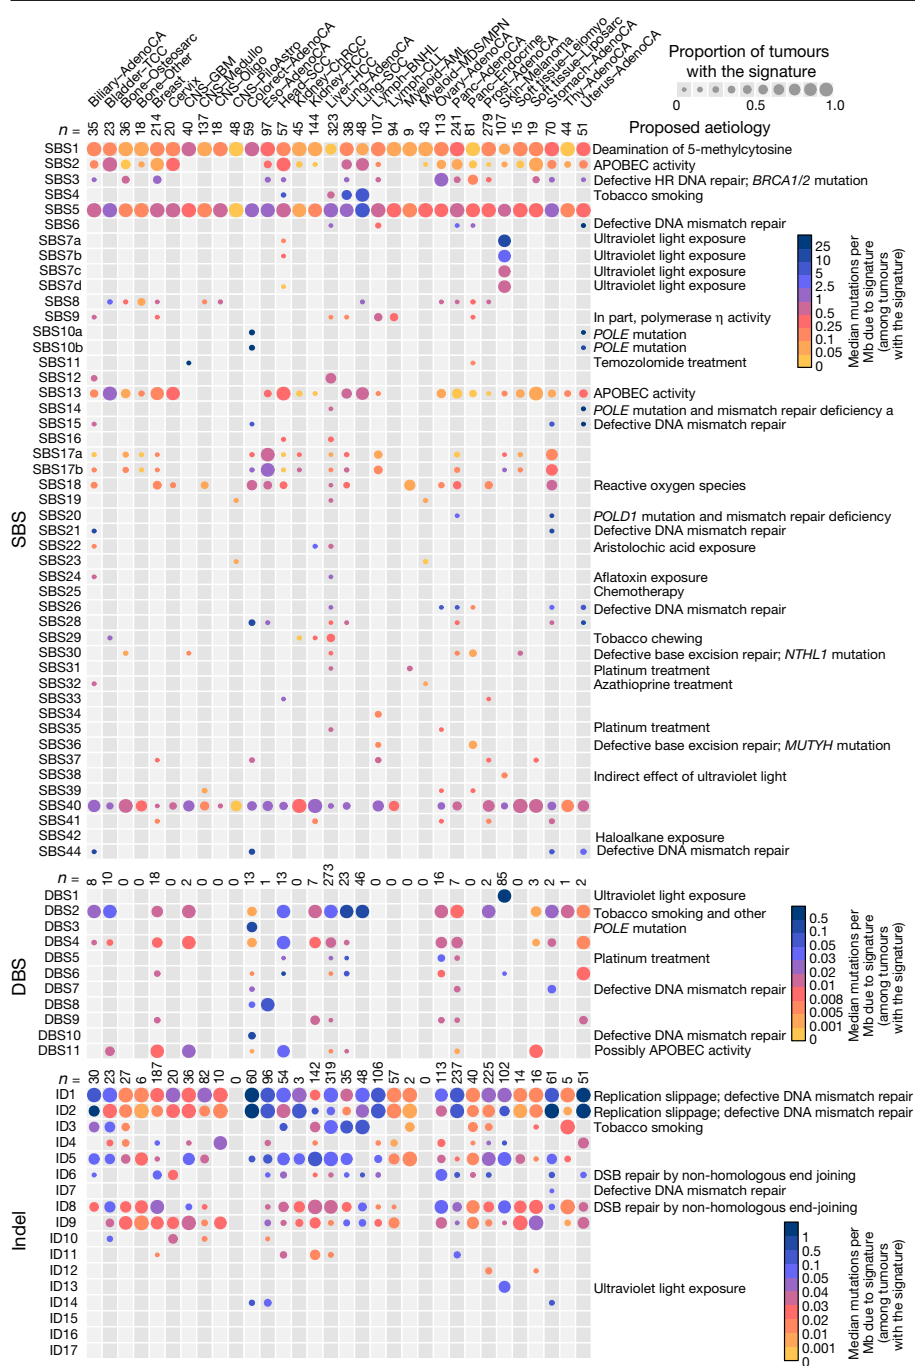 Biliary–AdenoCA
Bladder–TCC
Bone–Osteosarc
Bone–Other
Breast
Cervix
CNS–GBM
CNS–Medullo
CNS–Oligo
CNS–PiloAstro
Colorect–AdenoCA
Eso–AdenoCA
Head–SCC
Kidney–ChRCC
Kidney–RCC
Liver–HCC
Lung–AdenoCA
Lung–SCC
Lymph–BNHL
Lymph–CLL
Myeloid–AML
Myeloid–MDS/MPN
Ovary–AdenoCA
Panc–AdenoCA
Panc–Endocrine
Prost–AdenoCA
Skin–Melanoma
SoftTissue–Leiomyo
SoftTissue–Liposarc
Stomach–AdenoCA
Thy–AdenoCA
Uterus–AdenoCA
Proportion of tumours
with the signature
0 1.0
n = 35 23 36 18 214 20 40 137 18 48 59 97 57 45 144 323 38 48 107 94 9 43 113 241 81 279 107 15 19 70 44 51 Proposed aetiology
SBS
SBS1 Deamination of 5-methylcytosine
SBS2 APOBEC activity
SBS3 Defective HR DNA repair; BRCA1/2 mutation
SBS4 Tobacco smoking
SBS5
SBS6 Defective DNA mismatch repair
SBS7a Ultraviolet light exposure
SBS7b Ultraviolet light exposure
SBS7c Ultraviolet light exposure
SBS7d Ultraviolet light exposure
SBS8
SBS9 In part, polymerase η activity
SBS10a POLE mutation
SBS10b POLE mutation
SBS11 Temozolomide treatment
SBS12
SBS13 APOBEC activity
SBS14 POLE mutation and mismatch repair deficiency a
SBS15 Defective DNA mismatch repair
SBS16
SBS17a
SBS17b
SBS18 Reactive oxygen species
SBS19
SBS20 POLD1 mutation and mismatch repair deficiency
SBS21 Defective DNA mismatch repair
SBS22 Aristolochic acid exposure
SBS23
SBS24 Aflatoxin exposure
SBS25 Chemotherapy
SBS26 Defective DNA mismatch repair
SBS28
SBS29 Tobacco chewing
SBS30 Defective base excision repair; NTHL1 mutation
SBS31 Platinum treatment
SBS32 Azathioprine treatment
SBS33
SBS34
SBS35 Platinum treatment
SBS36 Defective base excision repair; MUTYH mutation
SBS37
SBS38 Indirect effect of ultraviolet light
SBS39
SBS40
SBS41
SBS42 Haloalkane exposure
SBS44 Defective DNA mismatch repair
25
10
5
2.5
1
0.5
0.25
0.1
0.05
0
Median mutations per
Mb due to signature
(among tumours
with the signature)
n = 8 10 0 0 18 0 2 0 0 0 13 1 13 0 7 273 23 46 0 0 0 0 16 7 0 2 85 0 3 2 1 2
DBS
DBS1 Ultraviolet light exposure
DBS2 Tobacco smoking and other
DBS3 POLE mutation
DBS4
DBS5 Platinum treatment
DBS6
DBS7 Defective DNA mismatch repair
DBS8
DBS9
DBS10 Defective DNA mismatch repair
DBS11 Possibly APOBEC activity
0.5
0.1
0.05
0.03
0.02
0.01
0.008
0.005
0.001
0
Median mutations per
Mb due to signature
(among tumours
with the signature)
n = 30 23 27 6 187 20 36 82 10 0 60 96 54 3 142 319 35 48 106 57 2 0 113 237 40 225 102 14 16 61 5 51
Indel
ID1 Replication slippage; defective DNA mismatch repair
ID2 Replication slippage; defective DNA mismatch repair
ID3 Tobacco smoking
ID4
ID5
ID6 DSB repair by non-homologous end joining
ID7 Defective DNA mismatch repair
ID8 DSB repair by non-homologous end-joining
ID9
ID10
ID11
ID12
ID13 Ultraviolet light exposure
ID14
ID15
ID16
ID17
1
0.5
0.1
0.05
0.04
0.03
0.02
0.01
0.001
0
Median mutations per
Mb due to signature
(among tumours
with the signature)